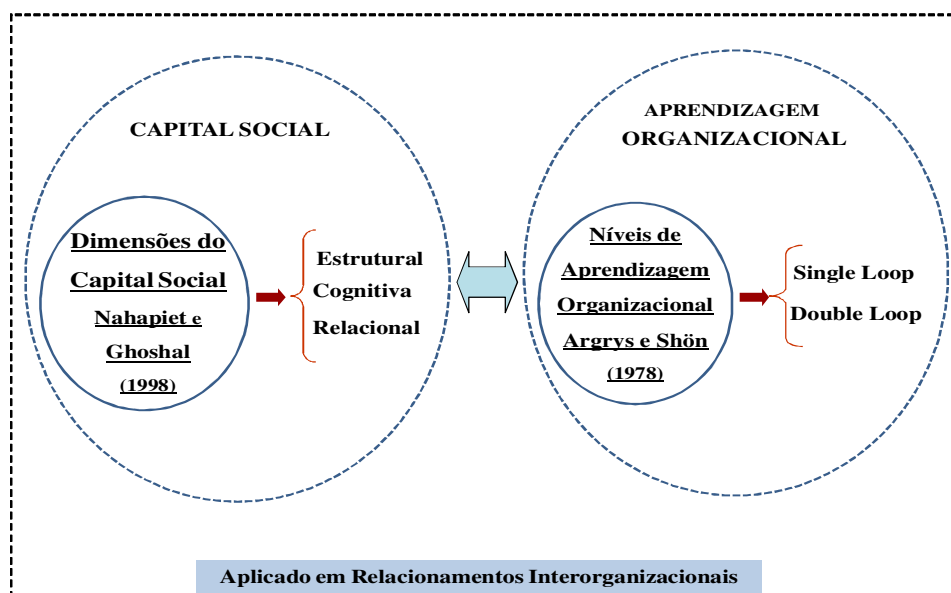 CAPITAL SOCIAL
Dimensões do
Capital Social
Nahapiet e
Ghoshal
(1998)
Estrutural
Cognitiva
Relacional
APRENDIZAGEM
ORGANIZACIONAL
Níveis de
Aprendizagem
Organizacional
Argrys e Shön
(1978)
Single Loop
Double Loop
Aplicado em Relacionamentos Interorganizacionais